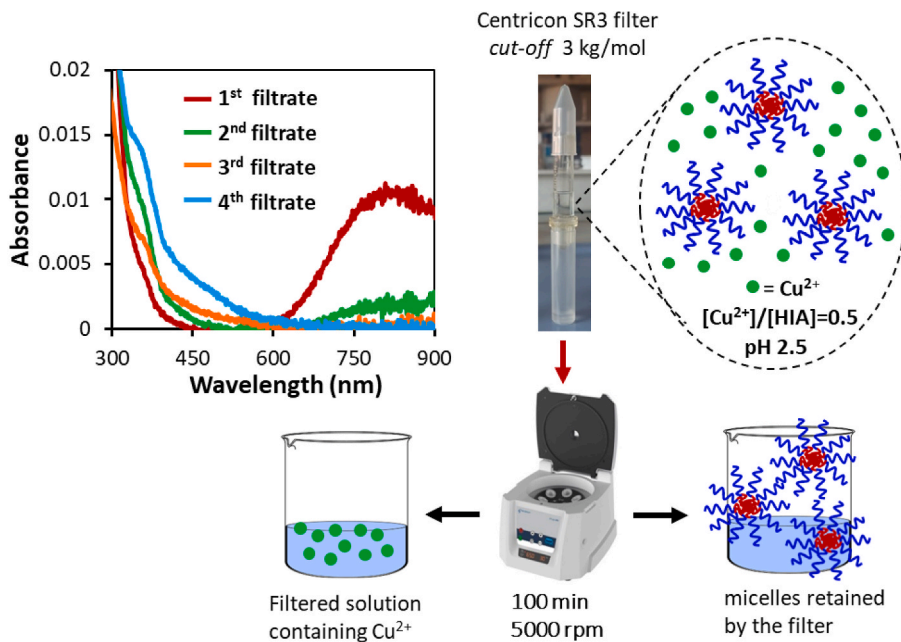 Centricon SR3 filter
cut-off 3 kg/mol
0.02
0.015
0.01
0.005
0
Absorbance
1st filtrate
2nd filtrate
3rd filtrate
4th filtrate
300 450 600 750 900
Wavelength (nm)
= Cu2+
[Cu2+]/[HIA]=0.5
pH 2.5
Filtered solution
containing Cu2+
100 min
5000 rpm
micelles retained
by the filter